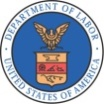 DEPARTMENT OF LABOR
UNITED STATES OF AMERICA